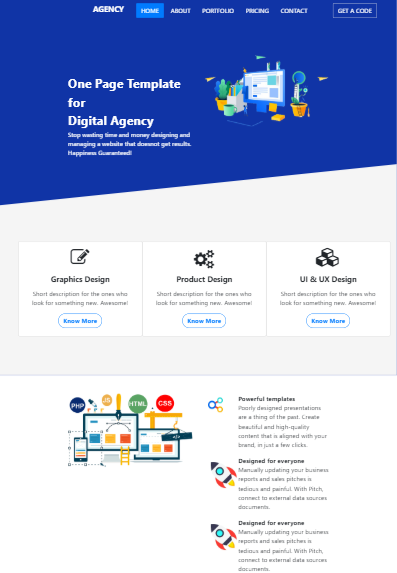 AGENCY HOME ABOUT PORTFOLIO PRICING CONTACT GET A CODE
One Page Template
for
Digital Agency
Stop wasting time and money designing and
managing a website that doesnot get results.
Happiness Guaranteed!
Graphics Design
Short description for the ones who
look for something new. Awesome!
Know More
Product Design
Short description for the ones who
look for something new. Awesome!
Know More
UI & UX Design
Short description for the ones who
look for something new. Awesome!
Know More
PHP
JS
HTML
CSS
Powerful templates
Poorly designed presentations
are a thing of the past. Create
beautiful and high-quality
content that is aligned with your
brand, in just a few clicks.
Designed for everyone
Manually updating your business
reports and sales pitches is
tedious and painful. With Pitch,
connect to external data sources
documents.
Designed for everyone
Manually updating your business
reports and sales pitches is
tedious and painful. With Pitch,
connect to external data sources
documents.